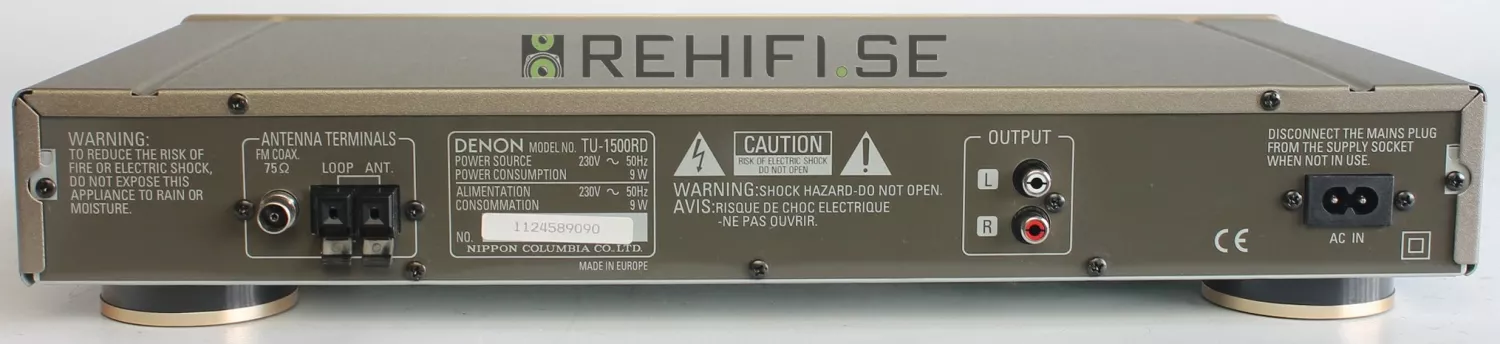 REHIFI.SE
WARNING:
TO REDUCE THE RISK OF
FIRE OR ELECTRIC SHOCK,
DO NOT EXPOSE THIS
APPLIANCE TO RAIN OR
MOISTURE.
ANTENNA TERMINALS
FM COAX.
75Ω
LOOP ANT.
DENON MODEL NO. TU-1500RD
POWER SOURCE 230V ~ 50Hz
POWER CONSUMPTION 9 W
ALIMENTATION 230V ~ 50Hz
CONSOMMATION 9 W
NO. 1124589090
NIPPON COLUMBIA CO.,LTD.
MADE IN EUROPE
CAUTION
RISK OF ELECTRIC SHOCK
DO NOT OPEN
WARNING:SHOCK HAZARD-DO NOT OPEN.
AVIS:RISQUE DE CHOC ELECTRIQUE
-NE PAS OUVRIR.
OUTPUT
L
R
DISCONNECT THE MAINS PLUG
FROM THE SUPPLY SOCKET
WHEN NOT IN USE.
AC IN
CE